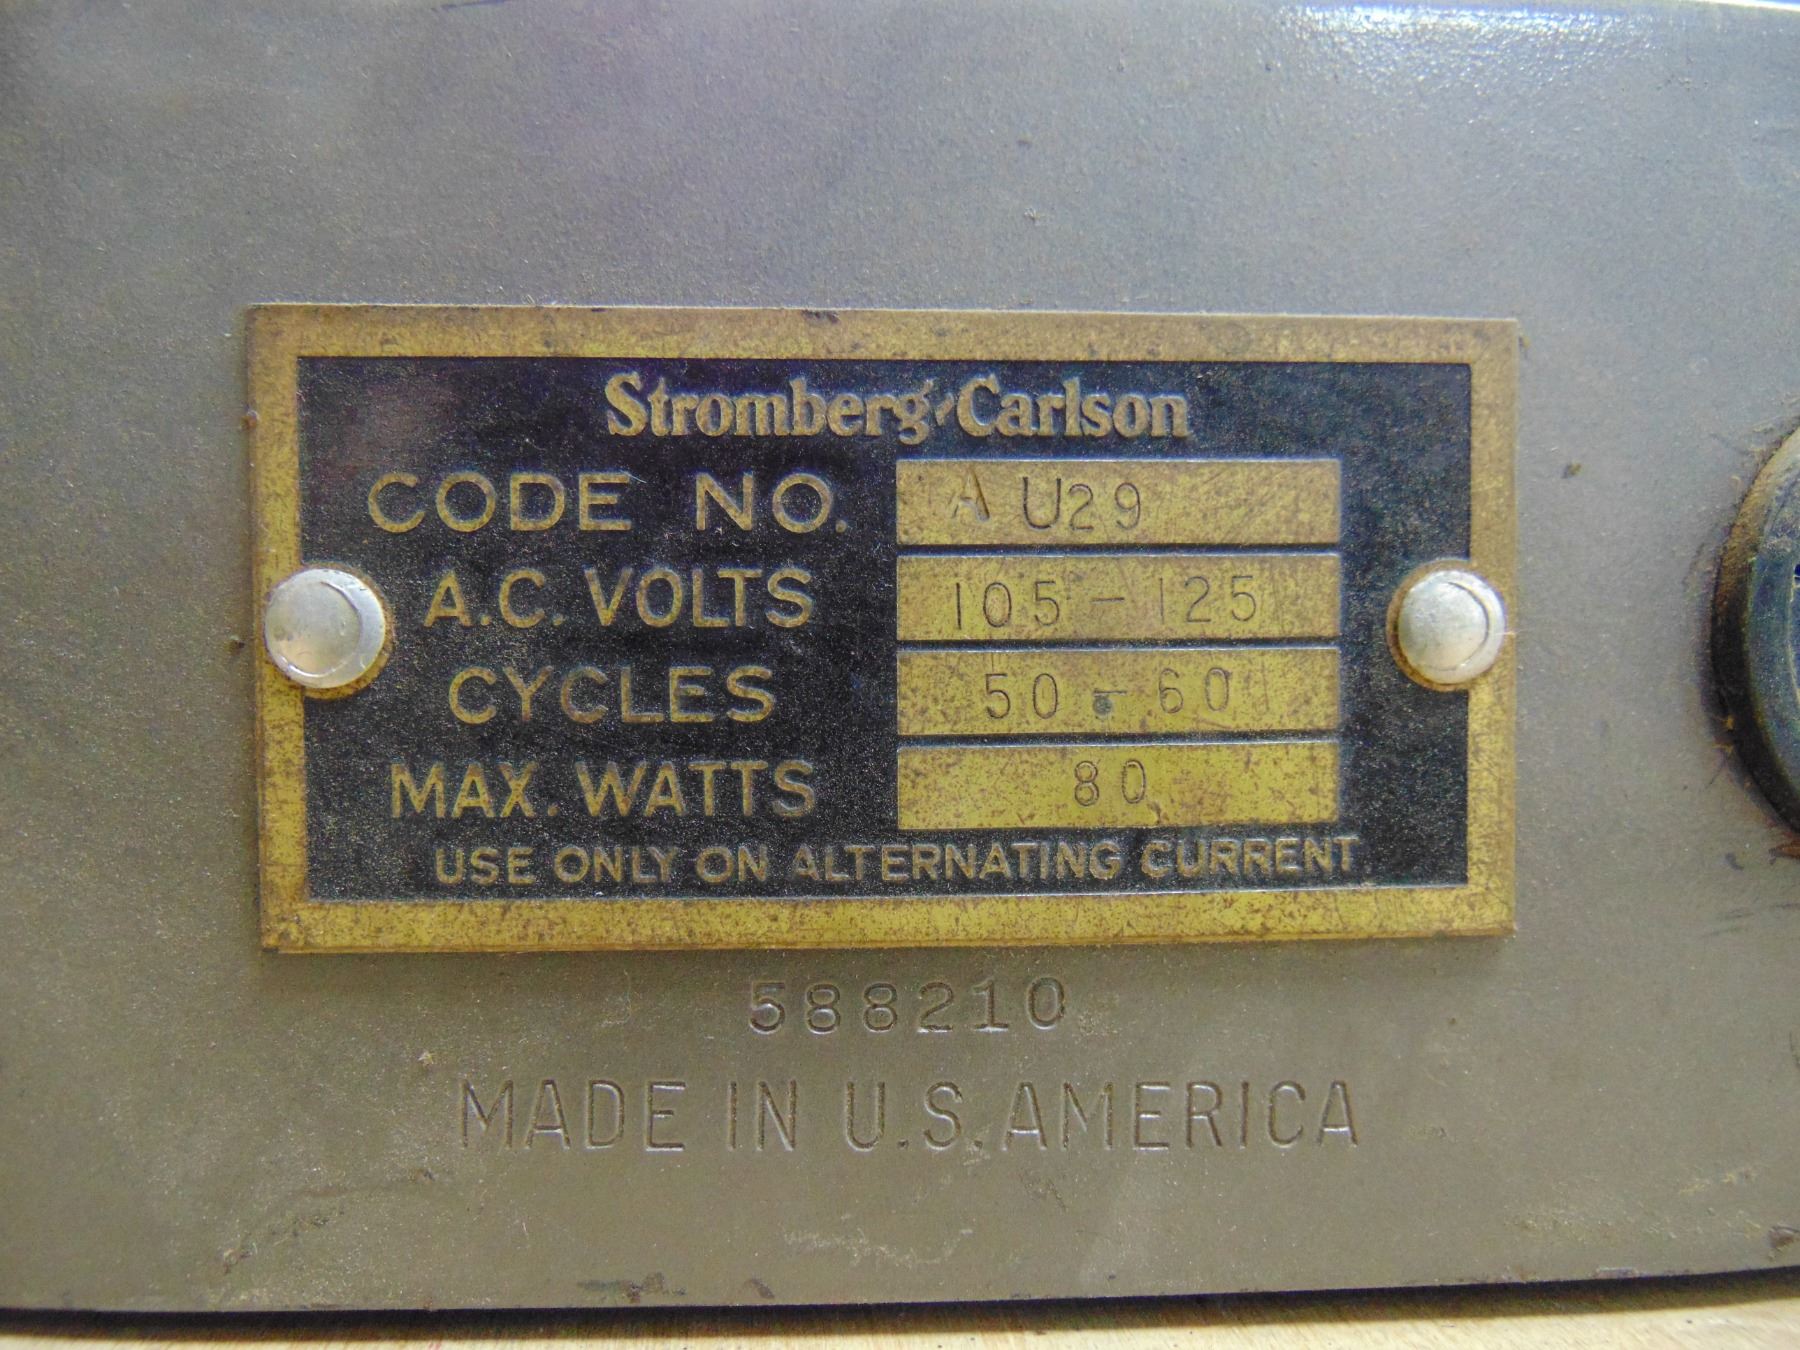 Stromberg-Carlson
CODE NO. AU29
A.C. VOLTS 105-125
CYCLES 50-60
MAX. WATTS 80
USE ONLY ON ALTERNATING CURRENT
588210
MADE IN U.S.AMERICA